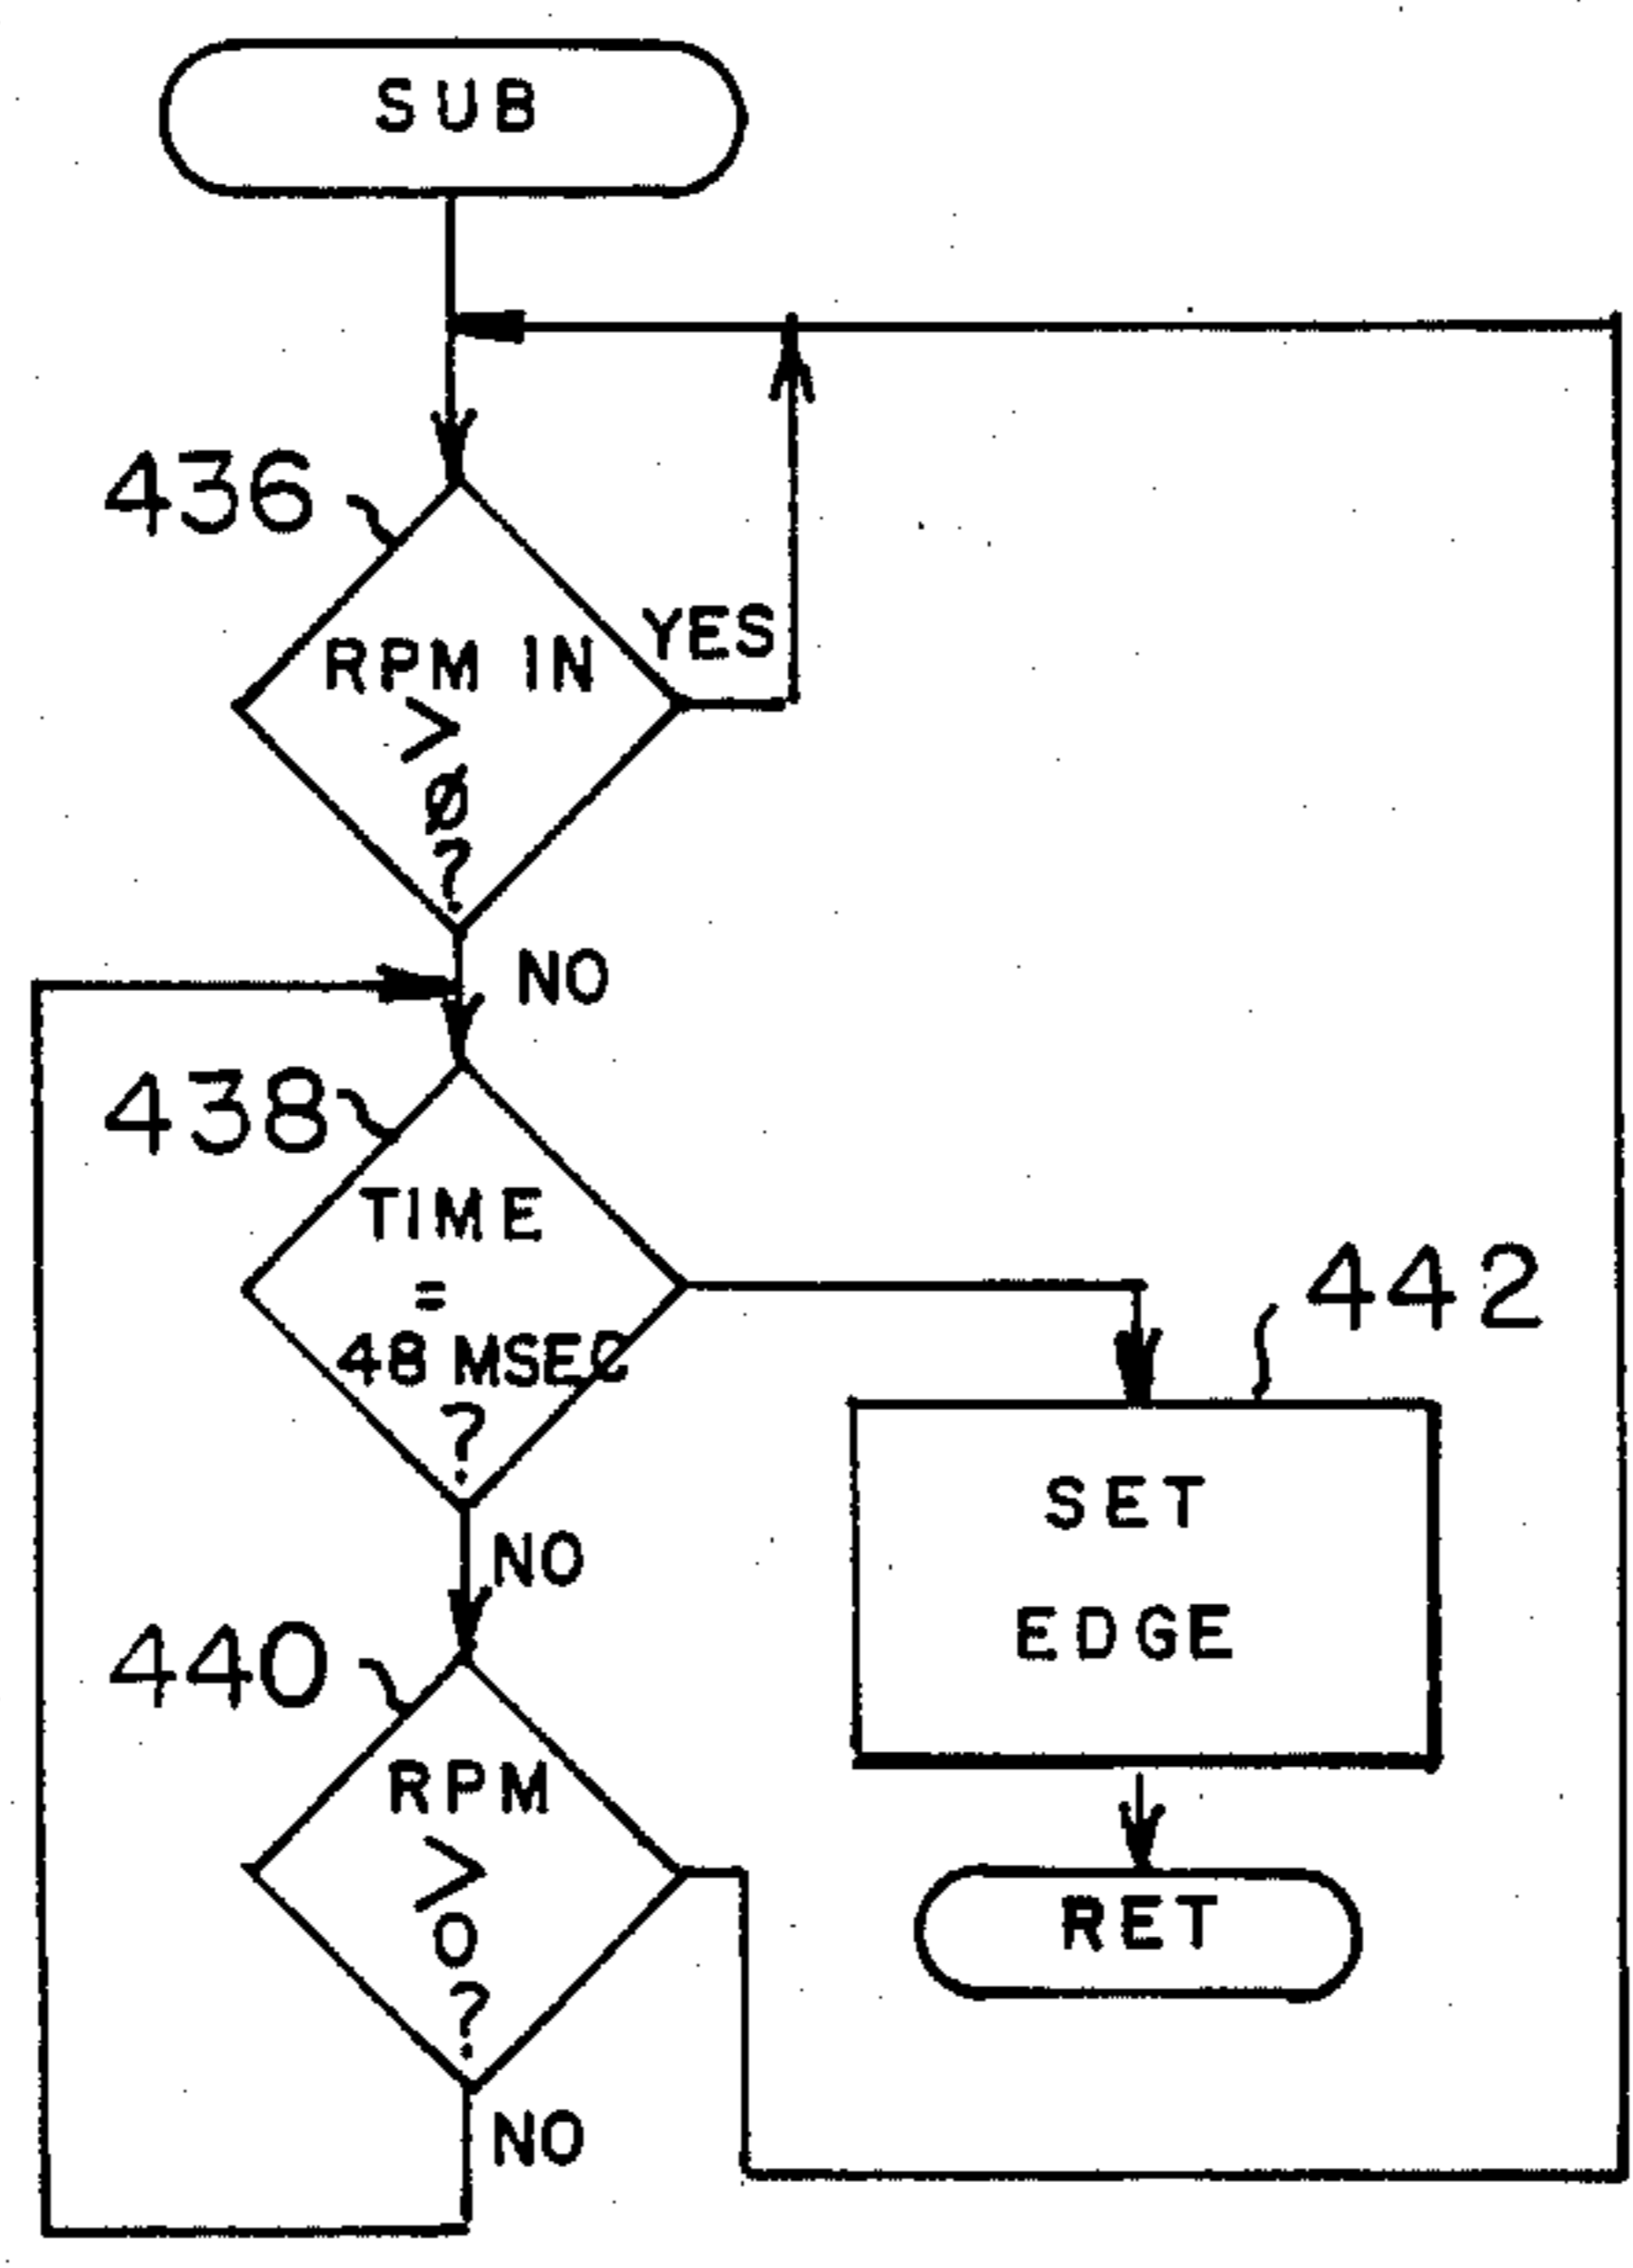 SUB
436
RPM IN
>
Ø
?
YES
NO
438
TIME
=
48 MSEC
?
NO
442
SET
EDGE
440
RPM
>
0
?
RET
NO